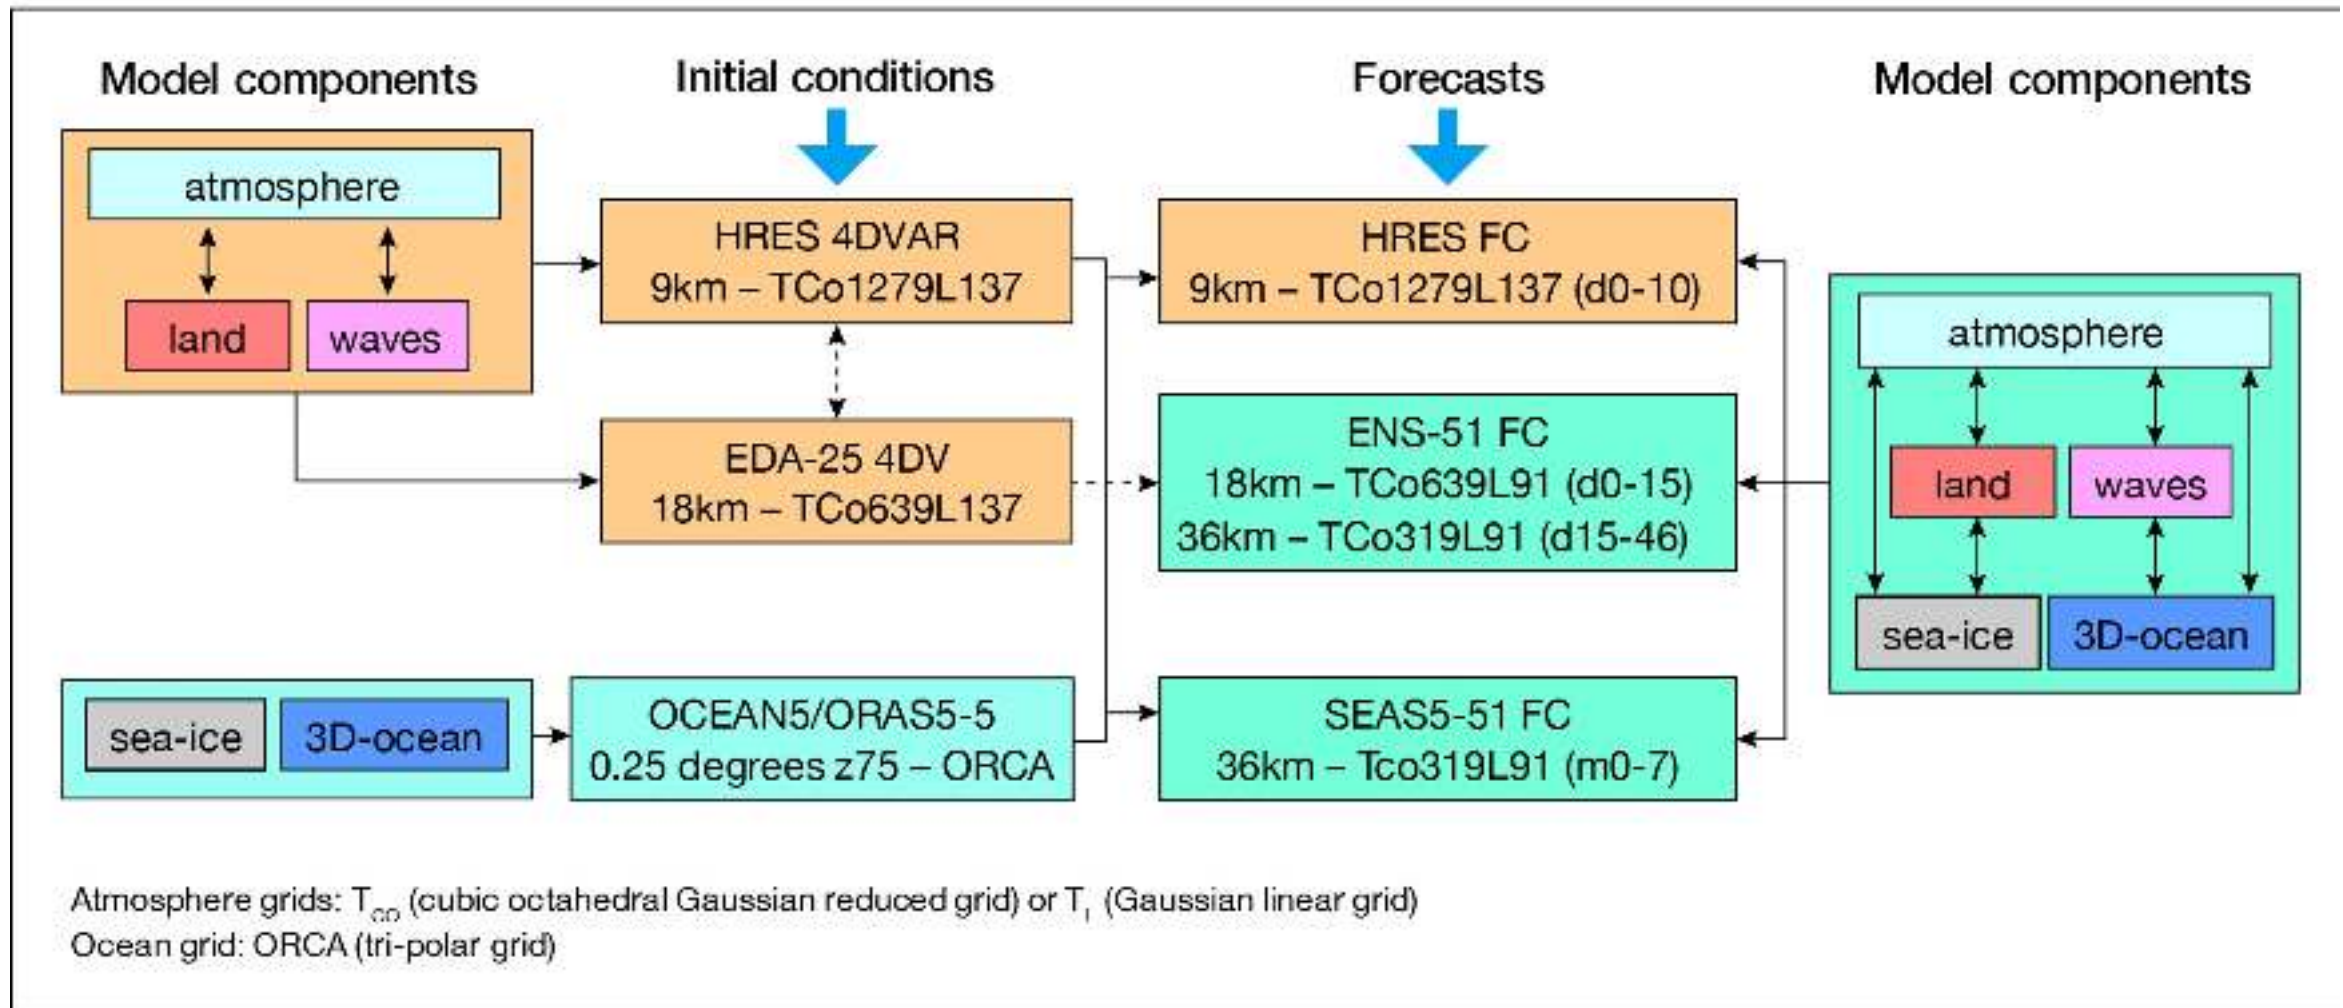 Model components
Initial conditions
Forecasts
Model components
atmosphere
land
waves
HRES 4DVAR
9km – TCo1279L137
EDA-25 4DV
18km – TCo639L137
sea-ice
3D-ocean
OCEAN5/ORAS5-5
0.25 degrees z75 – ORCA
HRES FC
9km – TCo1279L137 (d0-10)
ENS-51 FC
18km – TCo639L91 (d0-15)
36km – TCo319L91 (d15-46)
SEAS5-51 FC
36km – Tco319L91 (m0-7)
atmosphere
land
waves
sea-ice
3D-ocean
Atmosphere grids: Tco (cubic octahedral Gaussian reduced grid) or Tl (Gaussian linear grid)
Ocean grid: ORCA (tri-polar grid)